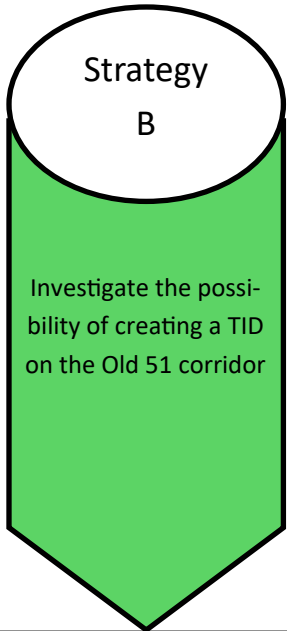 Strategy
B
Investigate the possi-
bility of creating a TID
on the Old 51 corridor